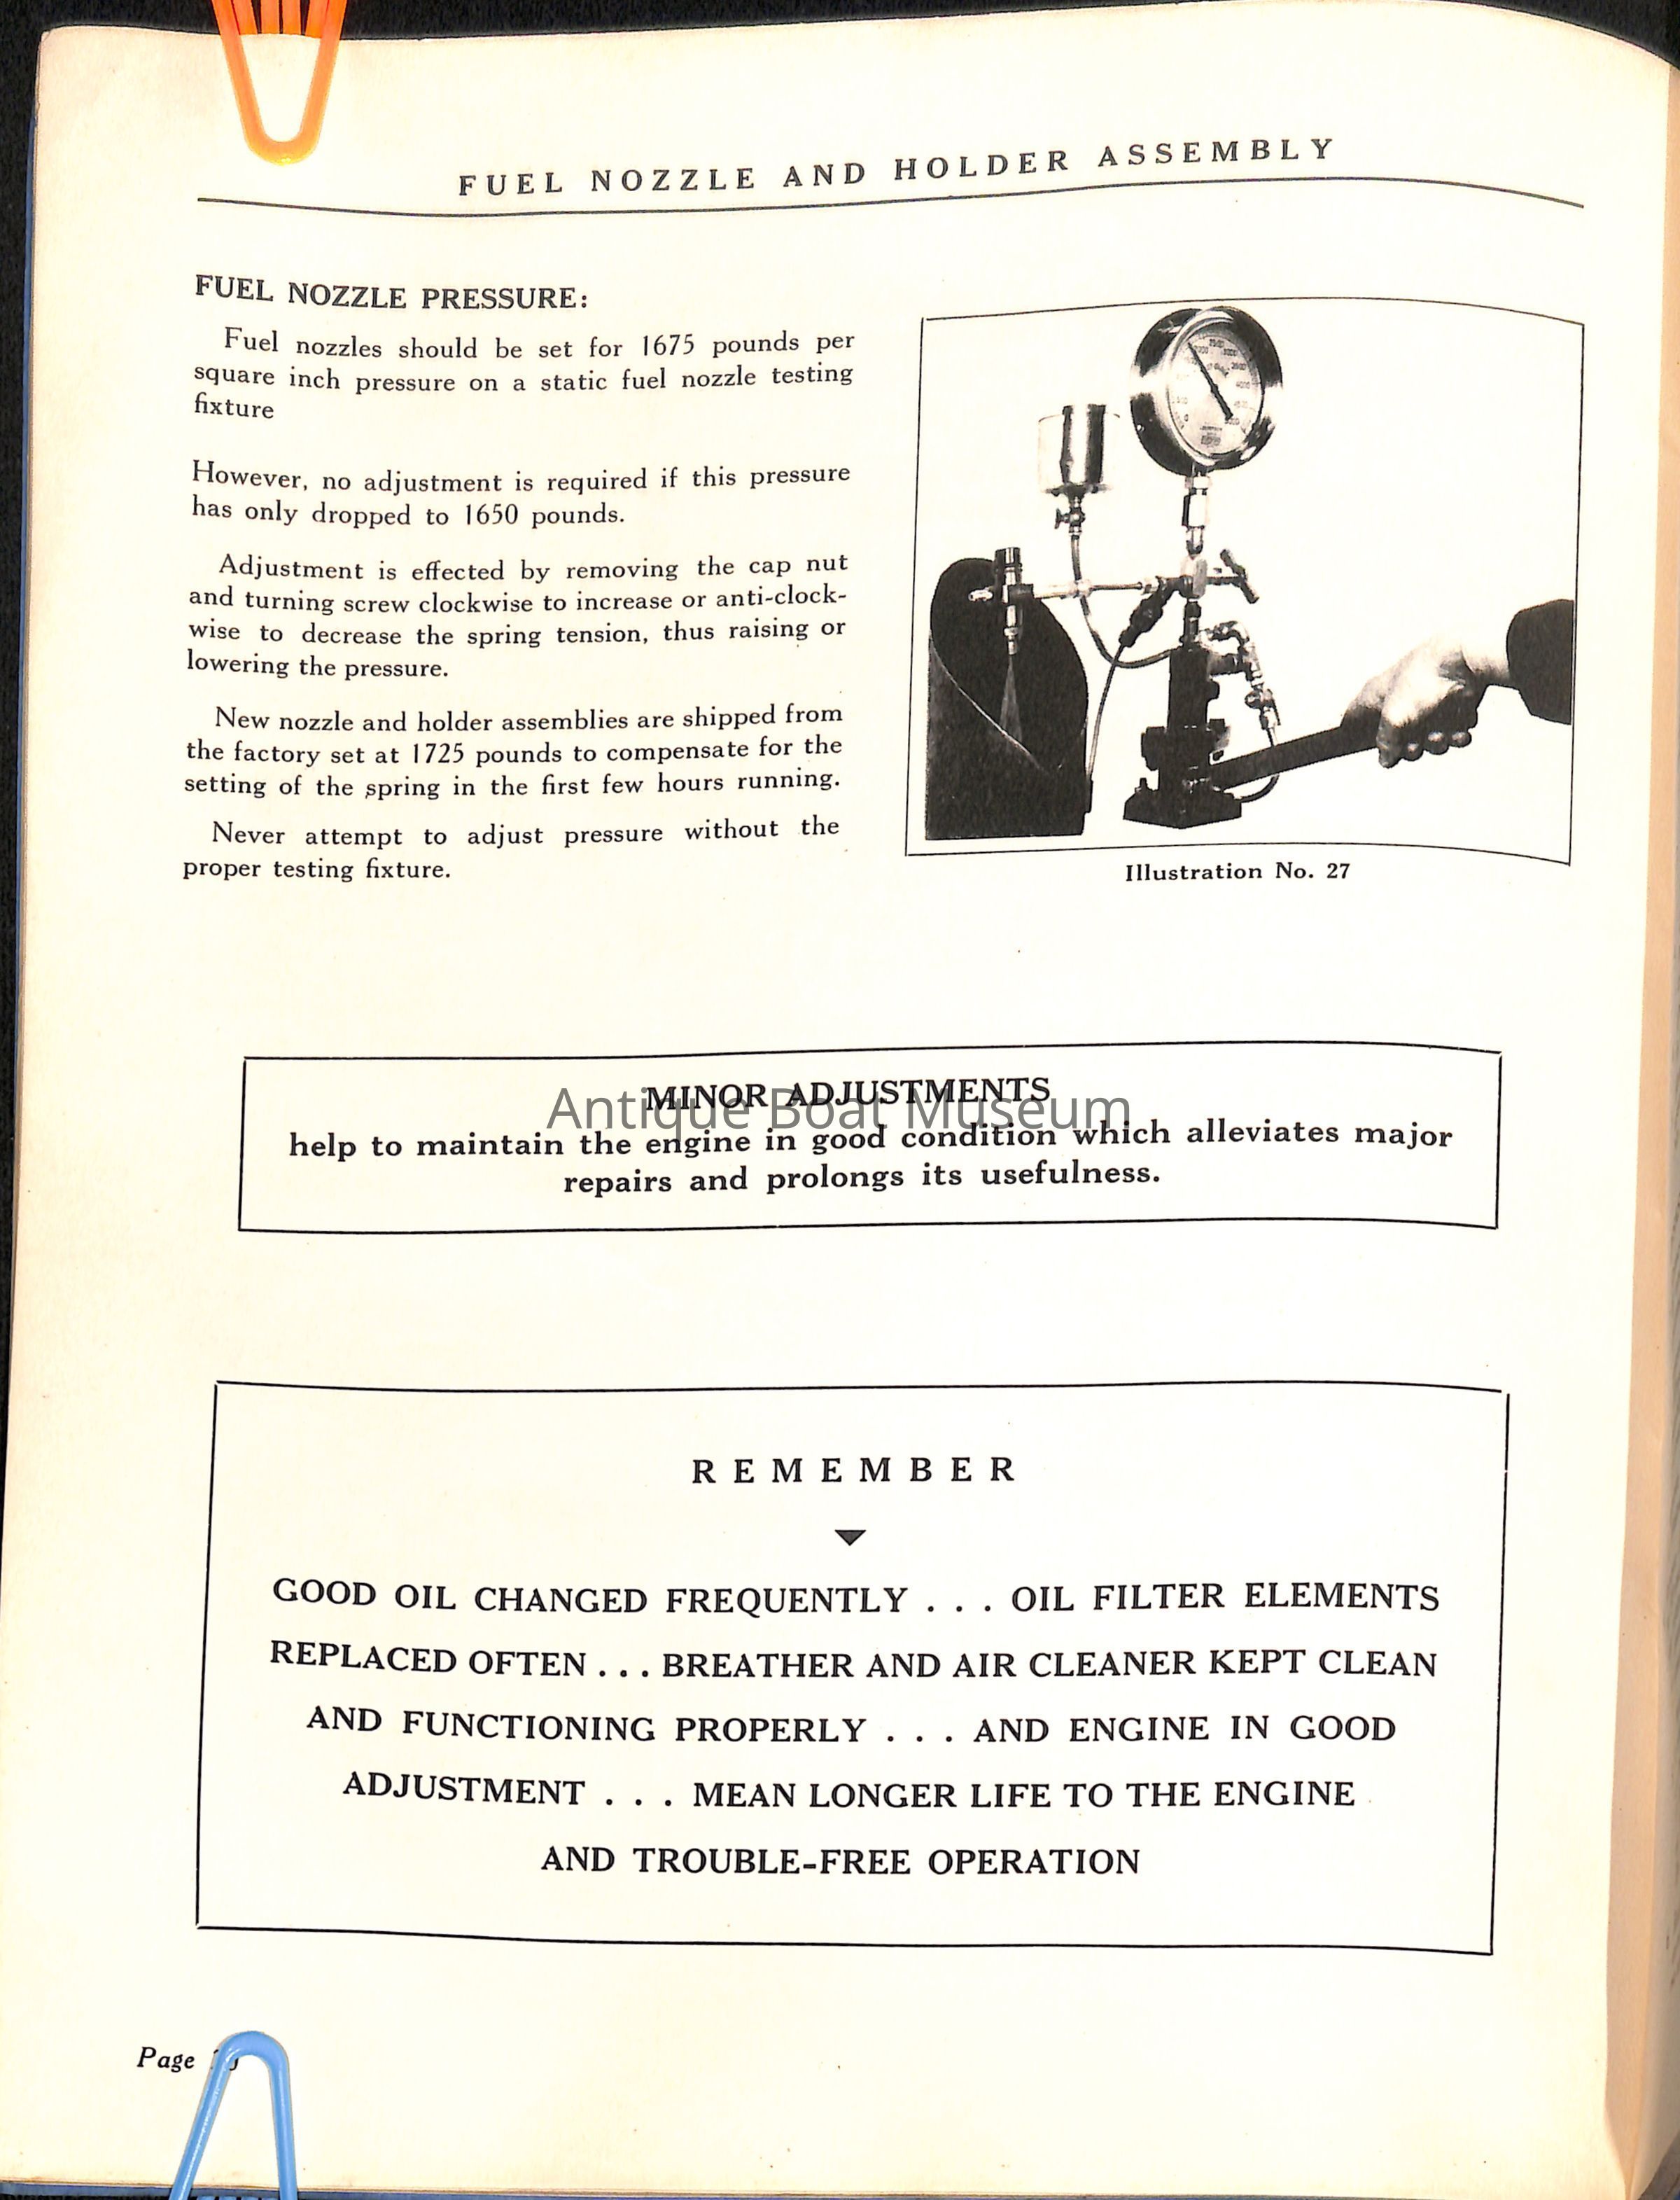 FUEL NOZZLE AND HOLDER ASSEMBLY
FUEL NOZZLE PRESSURE:
Fuel nozzles should be set for 1675 pounds per
square inch pressure on a static fuel nozzle testing
fixture
However, no adjustment is required if this pressure
has only dropped to 1650 pounds.
Adjustment is effected by removing the cap nut
and turning screw clockwise to increase or anti-clock-
wise to decrease the spring tension, thus raising or
lowering the pressure.
New nozzle and holder assemblies are shipped from
the factory set at 1725 pounds to compensate for the
setting of the spring in the first few hours running.
Never attempt to adjust pressure without the
proper testing fixture.
Illustration No. 27
MINOR ADJUSTMENTS
Antique Boat Museum
help to maintain the engine in good condition which alleviates major
repairs and prolongs its usefulness.
REMEMBER
GOOD OIL CHANGED FREQUENTLY . . . OIL FILTER ELEMENTS
REPLACED OFTEN . . . BREATHER AND AIR CLEANER KEPT CLEAN
AND FUNCTIONING PROPERLY . . . AND ENGINE IN GOOD
ADJUSTMENT . . . MEAN LONGER LIFE TO THE ENGINE
AND TROUBLE-FREE OPERATION
Page